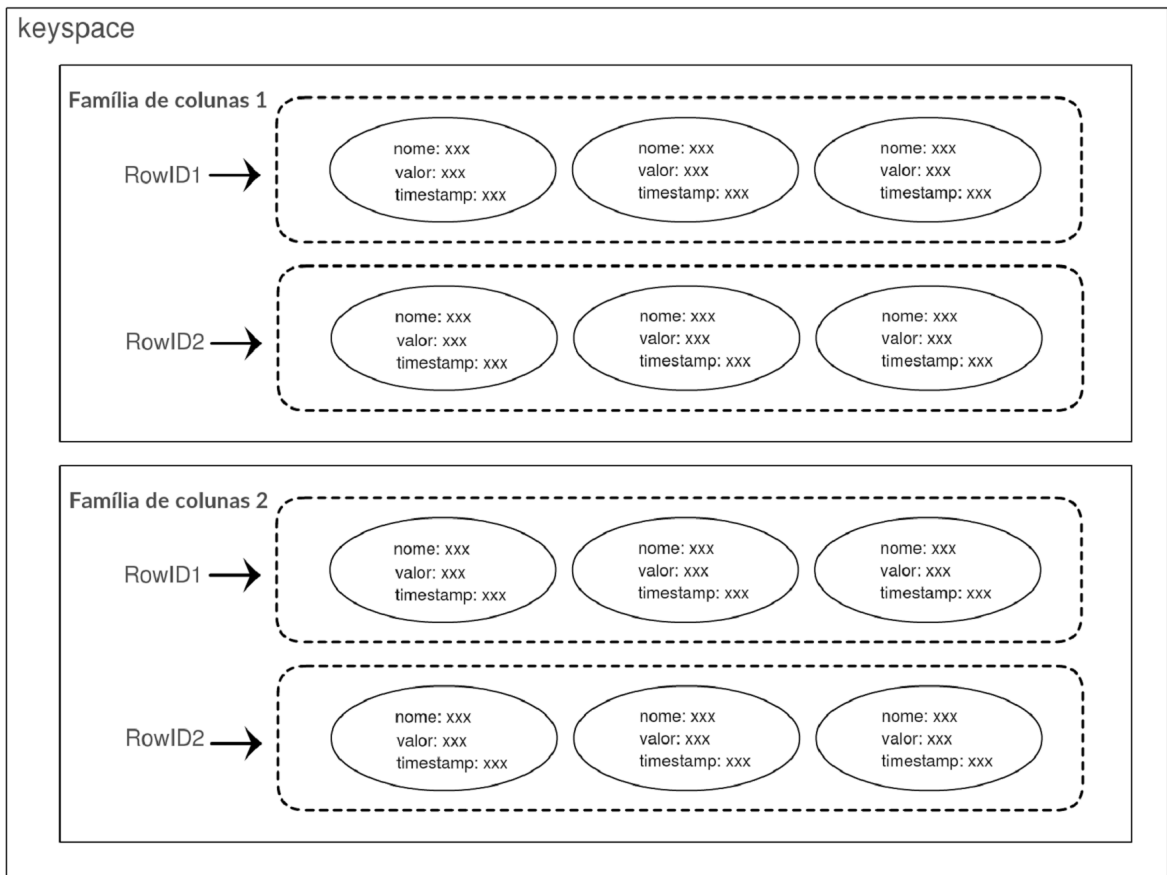 keyspace
Família de colunas 1
RowID1
nome: xxx
valor: xxx
timestamp: xxx
nome: xxx
valor: xxx
timestamp: xxx
nome: xxx
valor: xxx
timestamp: xxx
RowID2
nome: xxx
valor: xxx
timestamp: xxx
nome: xxx
valor: xxx
timestamp: xxx
nome: xxx
valor: xxx
timestamp: xxx
Família de colunas 2
RowID1
nome: xxx
valor: xxx
timestamp: xxx
nome: xxx
valor: xxx
timestamp: xxx
nome: xxx
valor: xxx
timestamp: xxx
RowID2
nome: xxx
valor: xxx
timestamp: xxx
nome: xxx
valor: xxx
timestamp: xxx
nome: xxx
valor: xxx
timestamp: xxx